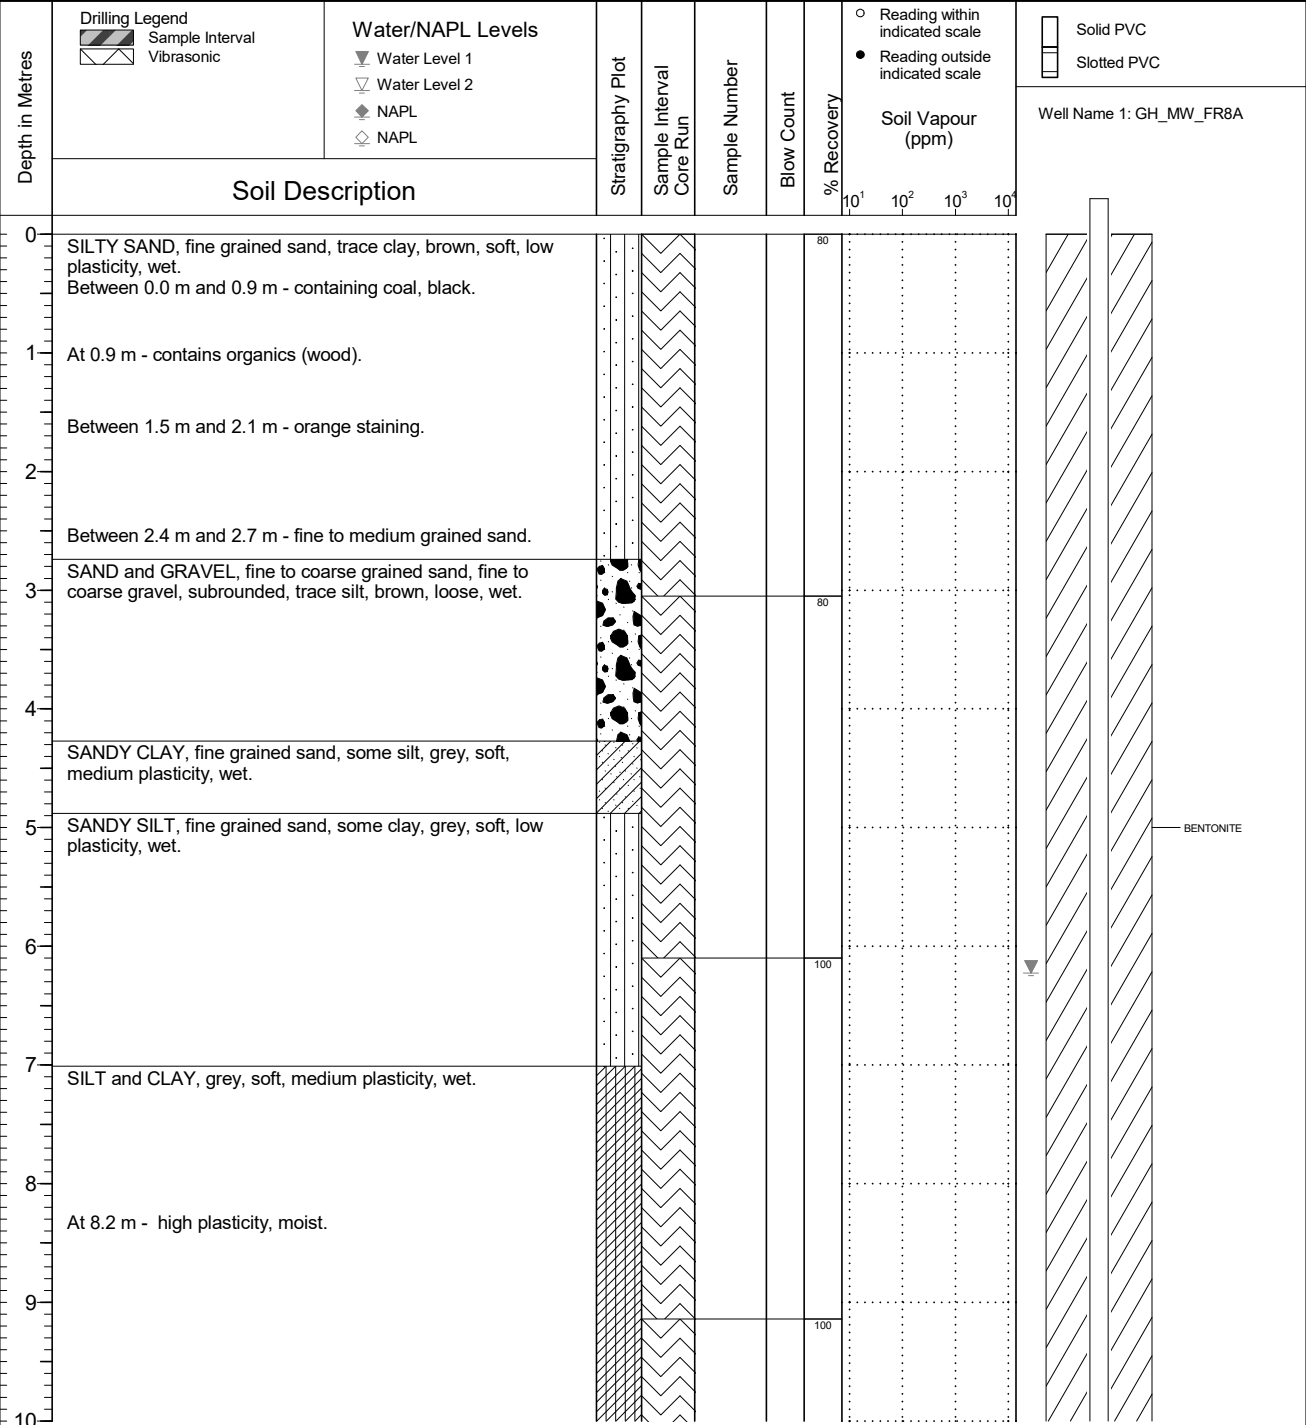 Drilling Legend
Sample Interval
Vibrasonic
Water/NAPL Levels
Water Level 1
Water Level 2
NAPL
NAPL
Reading within
indicated scale
Reading outside
indicated scale
Solid PVC
Slotted PVC
Depth in Metres
Soil Description
Stratigraphy Plot
Sample Interval
Core Run
Sample Number
Blow Count
% Recovery
Soil Vapour
(ppm)
10¹ 10² 10³ 10⁴
Well Name 1: GH_MW_FR8A
0
SILTY SAND, fine grained sand, trace clay, brown, soft, low
plasticity, wet.
Between 0.0 m and 0.9 m - containing coal, black.
80
1
At 0.9 m - contains organics (wood).
Between 1.5 m and 2.1 m - orange staining.
2
Between 2.4 m and 2.7 m - fine to medium grained sand.
SAND and GRAVEL, fine to coarse grained sand, fine to
coarse gravel, subrounded, trace silt, brown, loose, wet.
3
80
4
SANDY CLAY, fine grained sand, some silt, grey, soft,
medium plasticity, wet.
5
SANDY SILT, fine grained sand, some clay, grey, soft, low
plasticity, wet.
BENTONITE
6
100
7
SILT and CLAY, grey, soft, medium plasticity, wet.
8
At 8.2 m - high plasticity, moist.
9
100
10